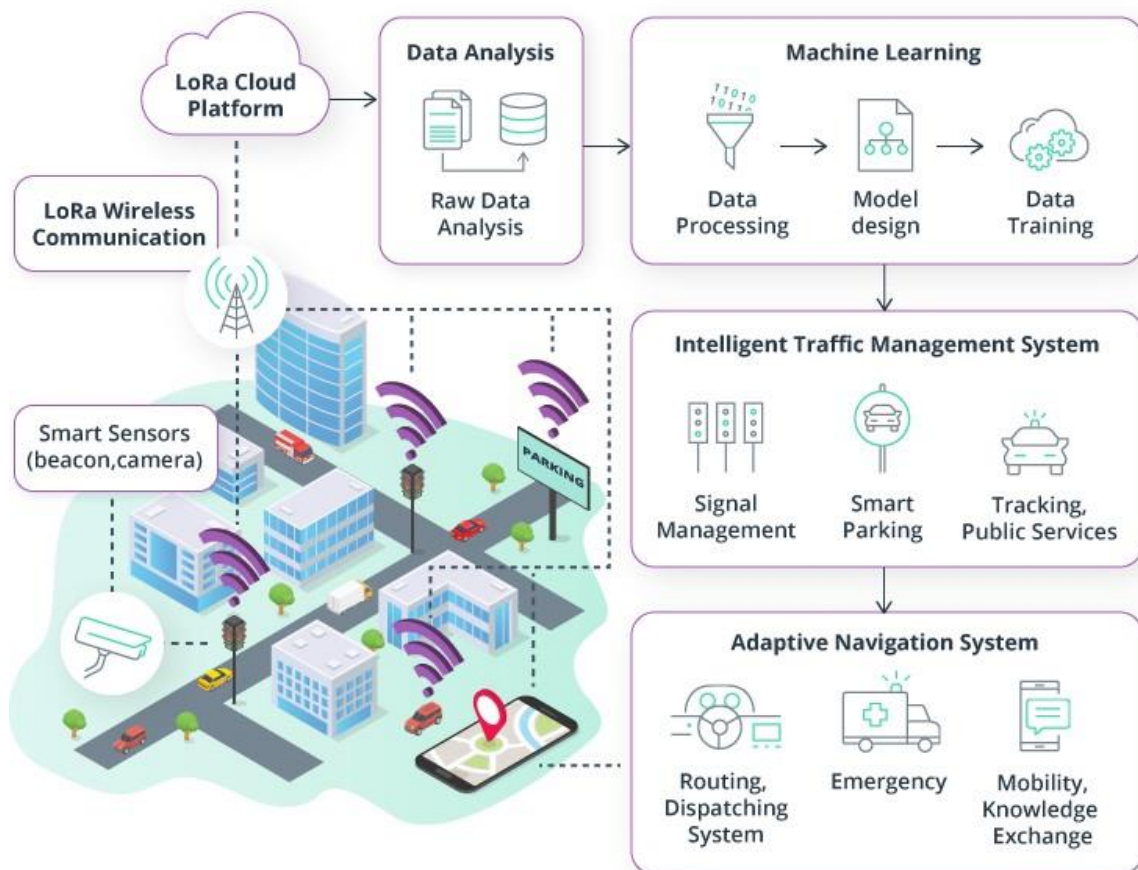 LoRa Cloud
Platform
Data Analysis
Raw Data
Analysis
Machine Learning
11010
10111
Data
Processing
Model
design
Data
Training
LoRa Wireless
Communication
Smart Sensors
(beacon,camera)
PARKING
Intelligent Traffic Management System
Signal
Management
Smart
Parking
Tracking,
Public Services
Adaptive Navigation System
Routing,
Dispatching
System
Emergency
Mobility,
Knowledge
Exchange